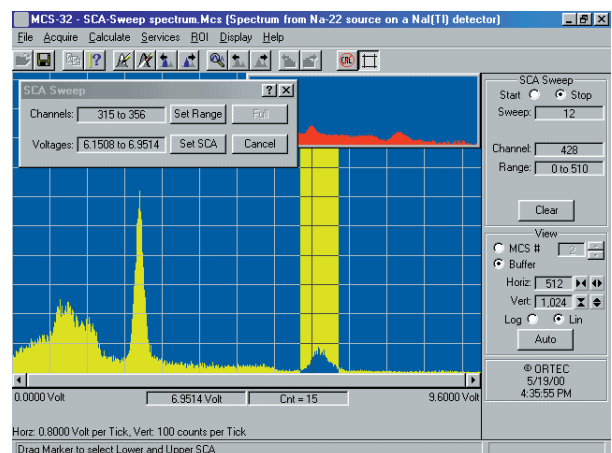 MCS-32 - SCA-Sweep spectrum.Mcs (Spectrum from Na-22 source on a NaI(Tl) detector)
File Acquire Calculate Services ROI Display Help
SCA Sweep
Channels: 315 to 356 Set Range Full
Voltages: 6.1508 to 6.9514 Set SCA Cancel
SCA Sweep
Start Stop
Sweep: 12
Channel: 428
Range: 0 to 510
Clear
View
MCS # 2
Buffer
Horiz: 512
Vert: 1,024
Log Lin
Auto
© ORTEC
5/19/00
4:35:55 PM
0.0000 Volt 6.9514 Volt Cnt = 15 9.6000 Volt
Horz: 0.8000 Volt per Tick, Vert: 100 counts per Tick
Drag Marker to select Lower and Upper SCA